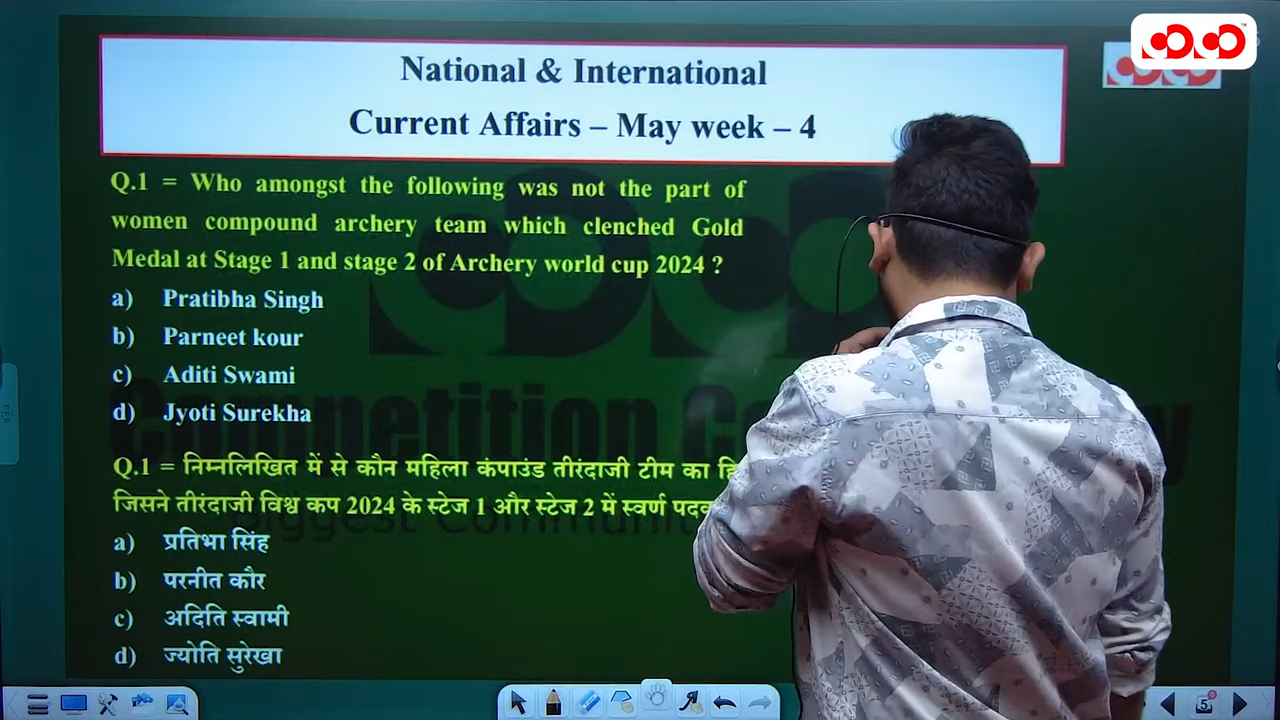 National & International
Current Affairs – May week – 4
Q.1 = Who amongst the following was not the part of
women compound archery team which clenched Gold
Medal at Stage 1 and stage 2 of Archery world cup 2024 ?
a) Pratibha Singh
b) Parneet kour
c) Aditi Swami
d) Jyoti Surekha
Q.1 = निम्नलिखित में से कौन महिला कंपाउंड तीरंदाजी टीम का
जिसने तीरंदाजी विश्व कप 2024 के स्टेज 1 और स्टेज 2 में स्वर्ण
a) प्रतिभा सिंह
b) परनीत कौर
c) अदिति स्वामी
d) ज्योति सुरेखा
Competition
Biggest
5